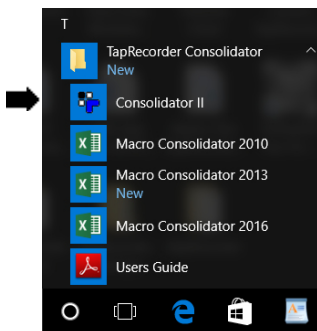 T
TapRecorder Consolidator
New
Consolidator II
Macro Consolidator 2010
Macro Consolidator 2013
New
Macro Consolidator 2016
Users Guide